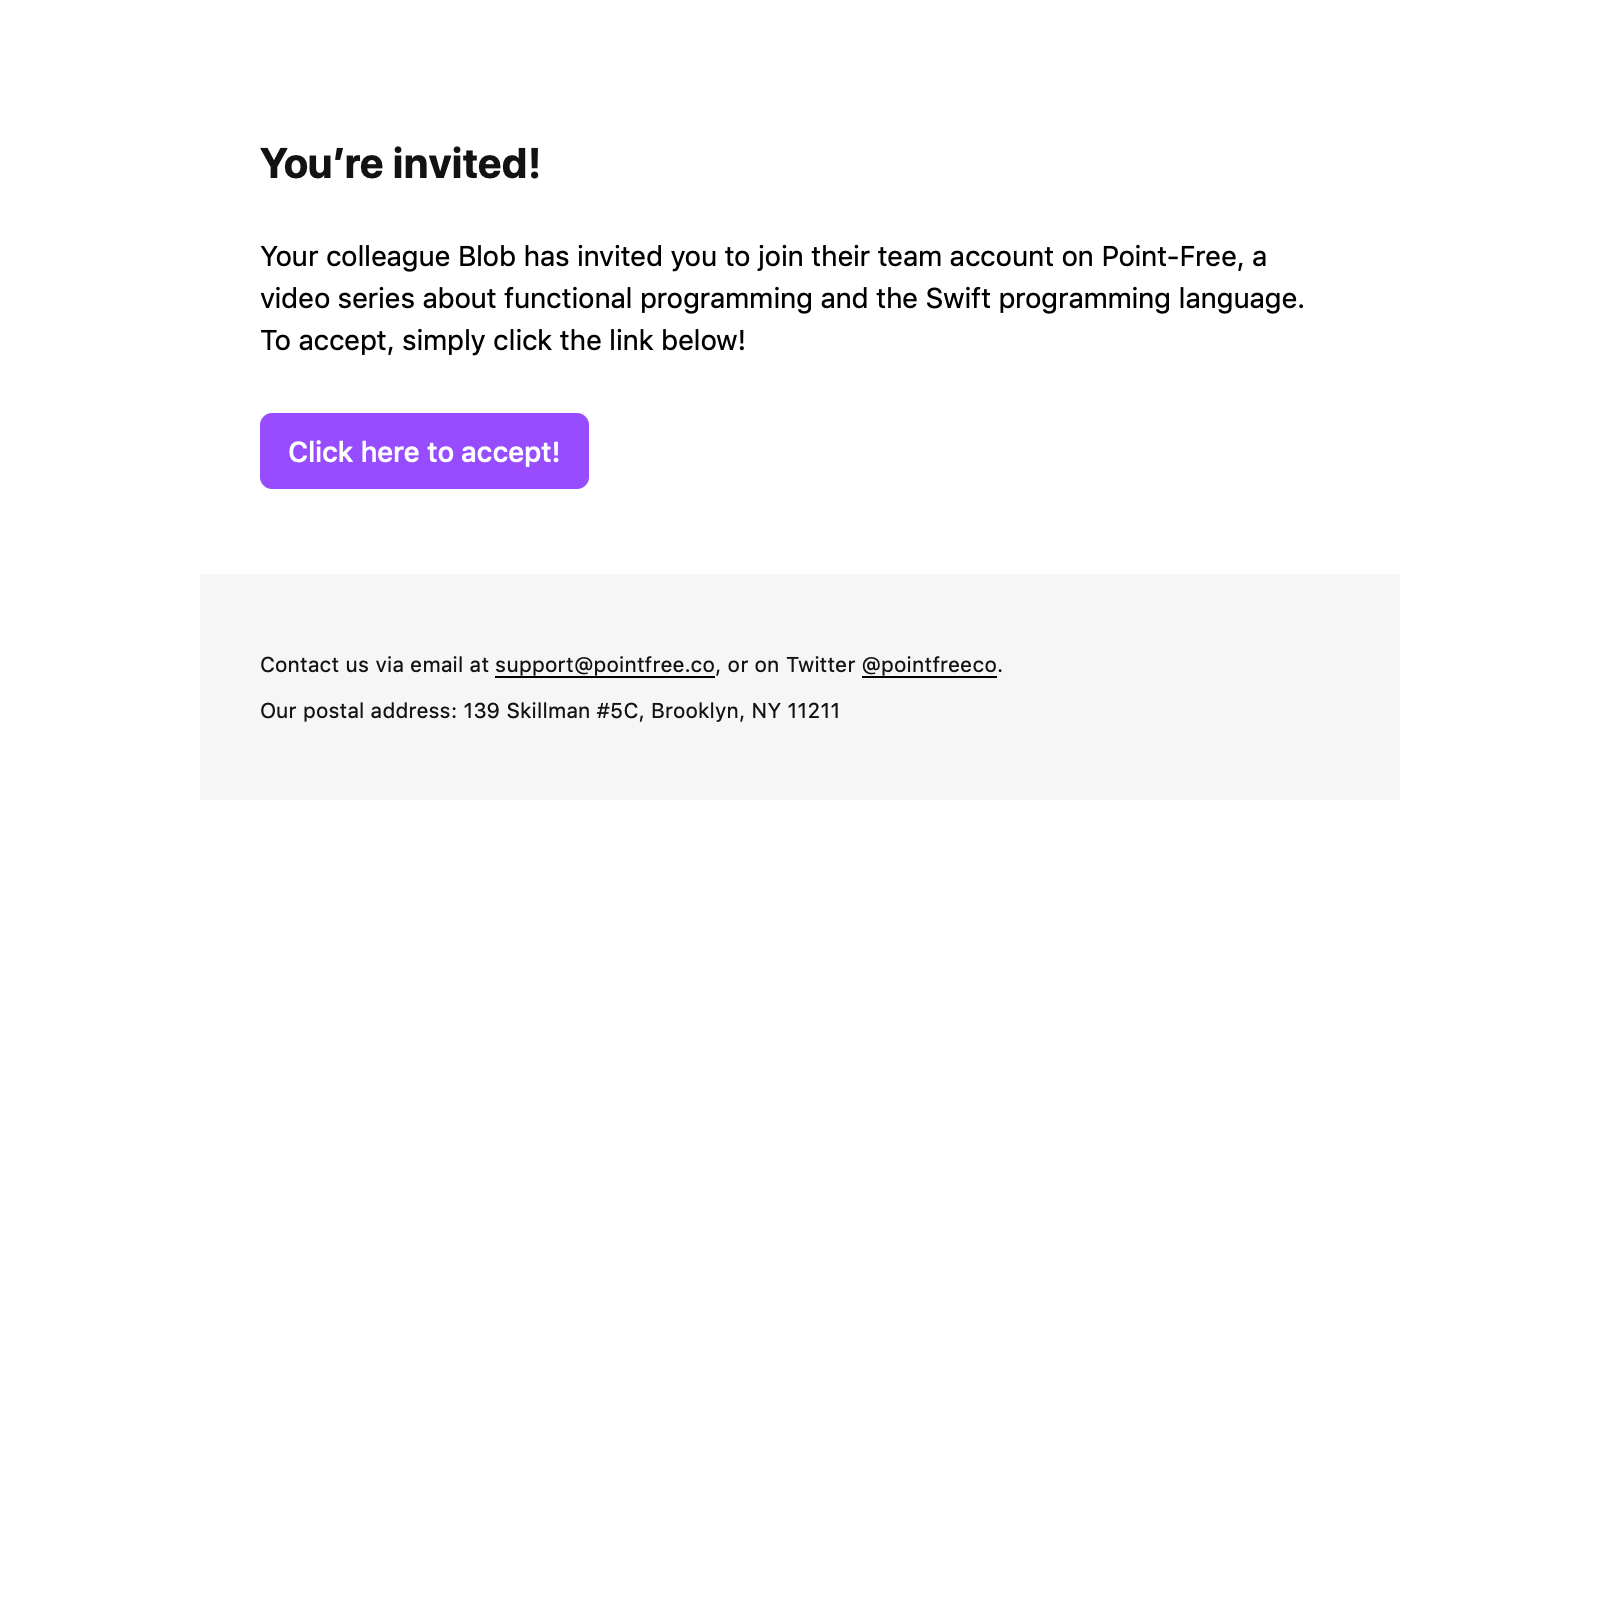 You’re invited!
Your colleague Blob has invited you to join their team account on Point-Free, a
video series about functional programming and the Swift programming language.
To accept, simply click the link below!
Click here to accept!
Contact us via email at support@pointfree.co, or on Twitter @pointfreeco.
Our postal address: 139 Skillman #5C, Brooklyn, NY 11211